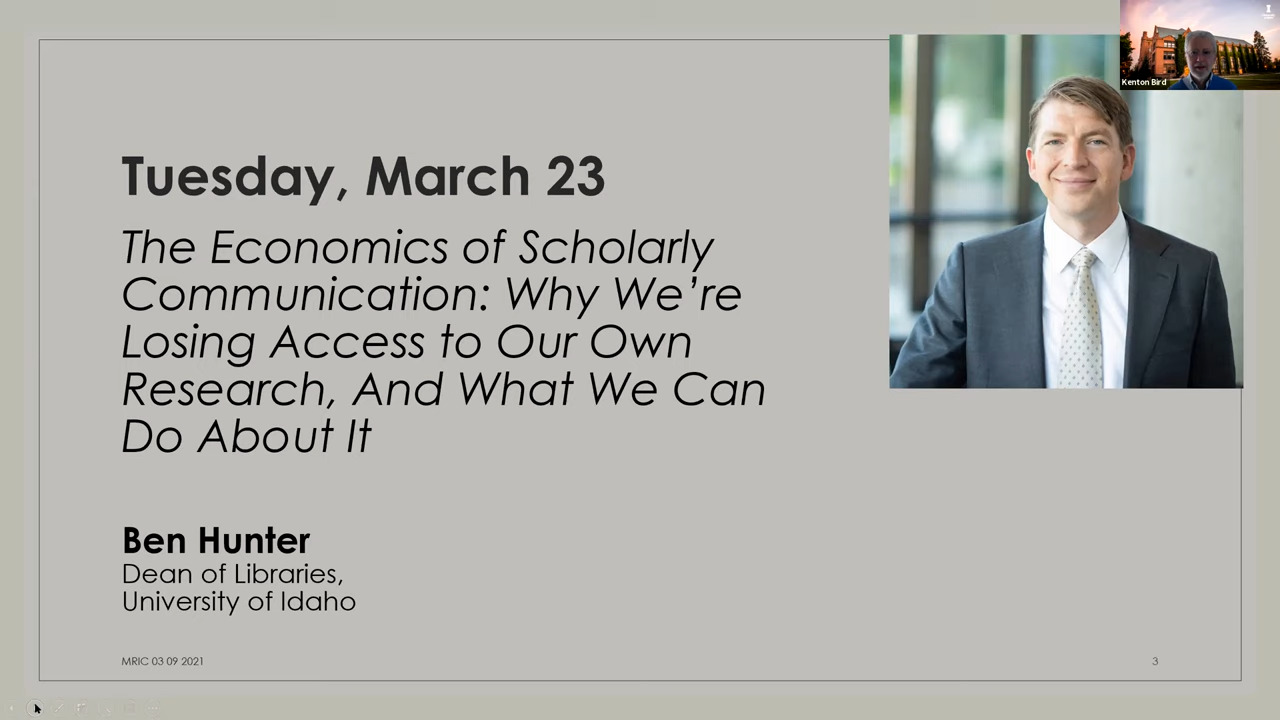 Kenton Bird
Tuesday, March 23
The Economics of Scholarly
Communication: Why We’re
Losing Access to Our Own
Research, And What We Can
Do About It
Ben Hunter
Dean of Libraries,
University of Idaho
MRIC 03 09 2021
3